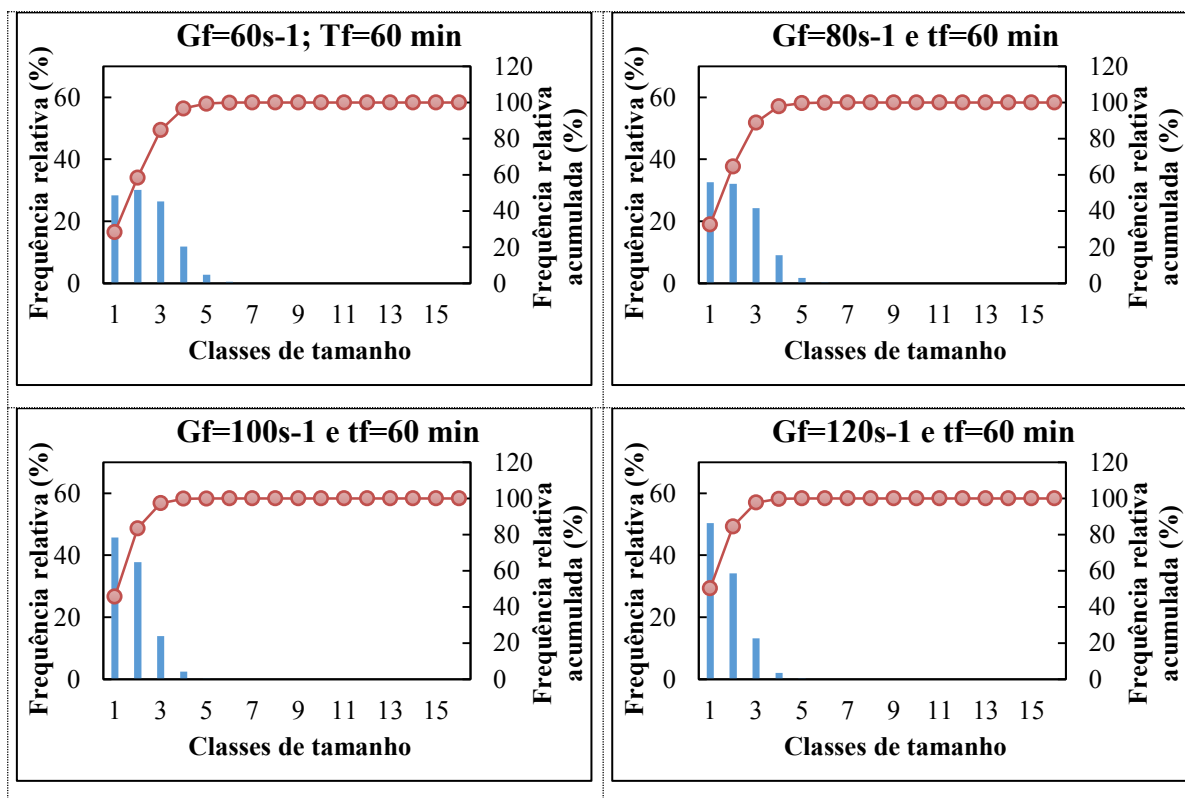 Gf=60s-1; Tf=60 min
Frequência relativa (%)
60
40
20
0
120
100
80
60
40
20
0
Frequência relativa
acumulada (%)
1 3 5 7 9 11 13 15
Classes de tamanho
Gf=80s-1 e tf=60 min
Frequência relativa (%)
60
40
20
0
120
100
80
60
40
20
0
Frequência relativa
acumulada (%)
1 3 5 7 9 11 13 15
Classes de tamanho
Gf=100s-1 e tf=60 min
Frequência relativa (%)
60
40
20
0
120
100
80
60
40
20
0
Frequência relativa
acumulada (%)
1 3 5 7 9 11 13 15
Classes de tamanho
Gf=120s-1 e tf=60 min
Frequência relativa (%)
60
40
20
0
120
100
80
60
40
20
0
Frequência relativa
acumulada (%)
1 3 5 7 9 11 13 15
Classes de tamanho